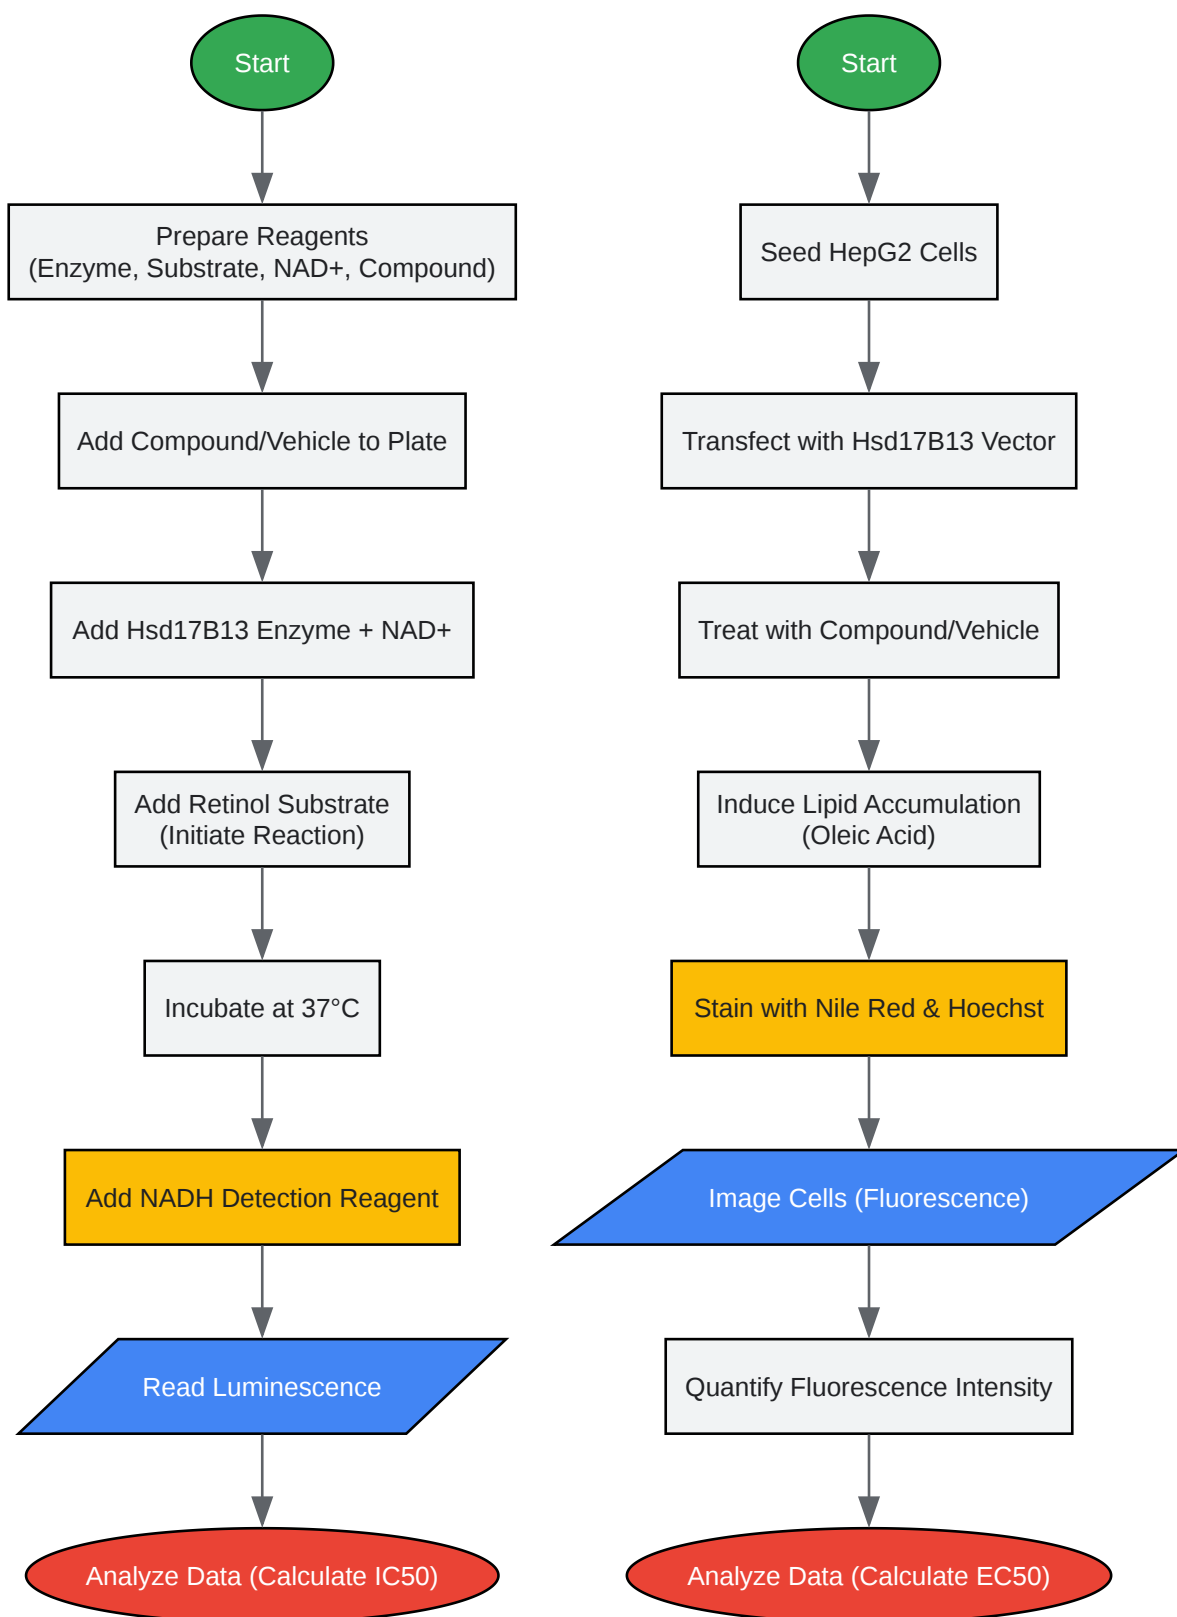 Start
Prepare Reagents
(Enzyme, Substrate, NAD+, Compound)
Add Compound/Vehicle to Plate
Add Hsd17B13 Enzyme + NAD+
Add Retinol Substrate
(Initiate Reaction)
Incubate at 37°C
Add NADH Detection Reagent
Read Luminescence
Analyze Data (Calculate IC50)
Start
Seed HepG2 Cells
Transfect with Hsd17B13 Vector
Treat with Compound/Vehicle
Induce Lipid Accumulation
(Oleic Acid)
Stain with Nile Red & Hoechst
Image Cells (Fluorescence)
Quantify Fluorescence Intensity
Analyze Data (Calculate EC50)